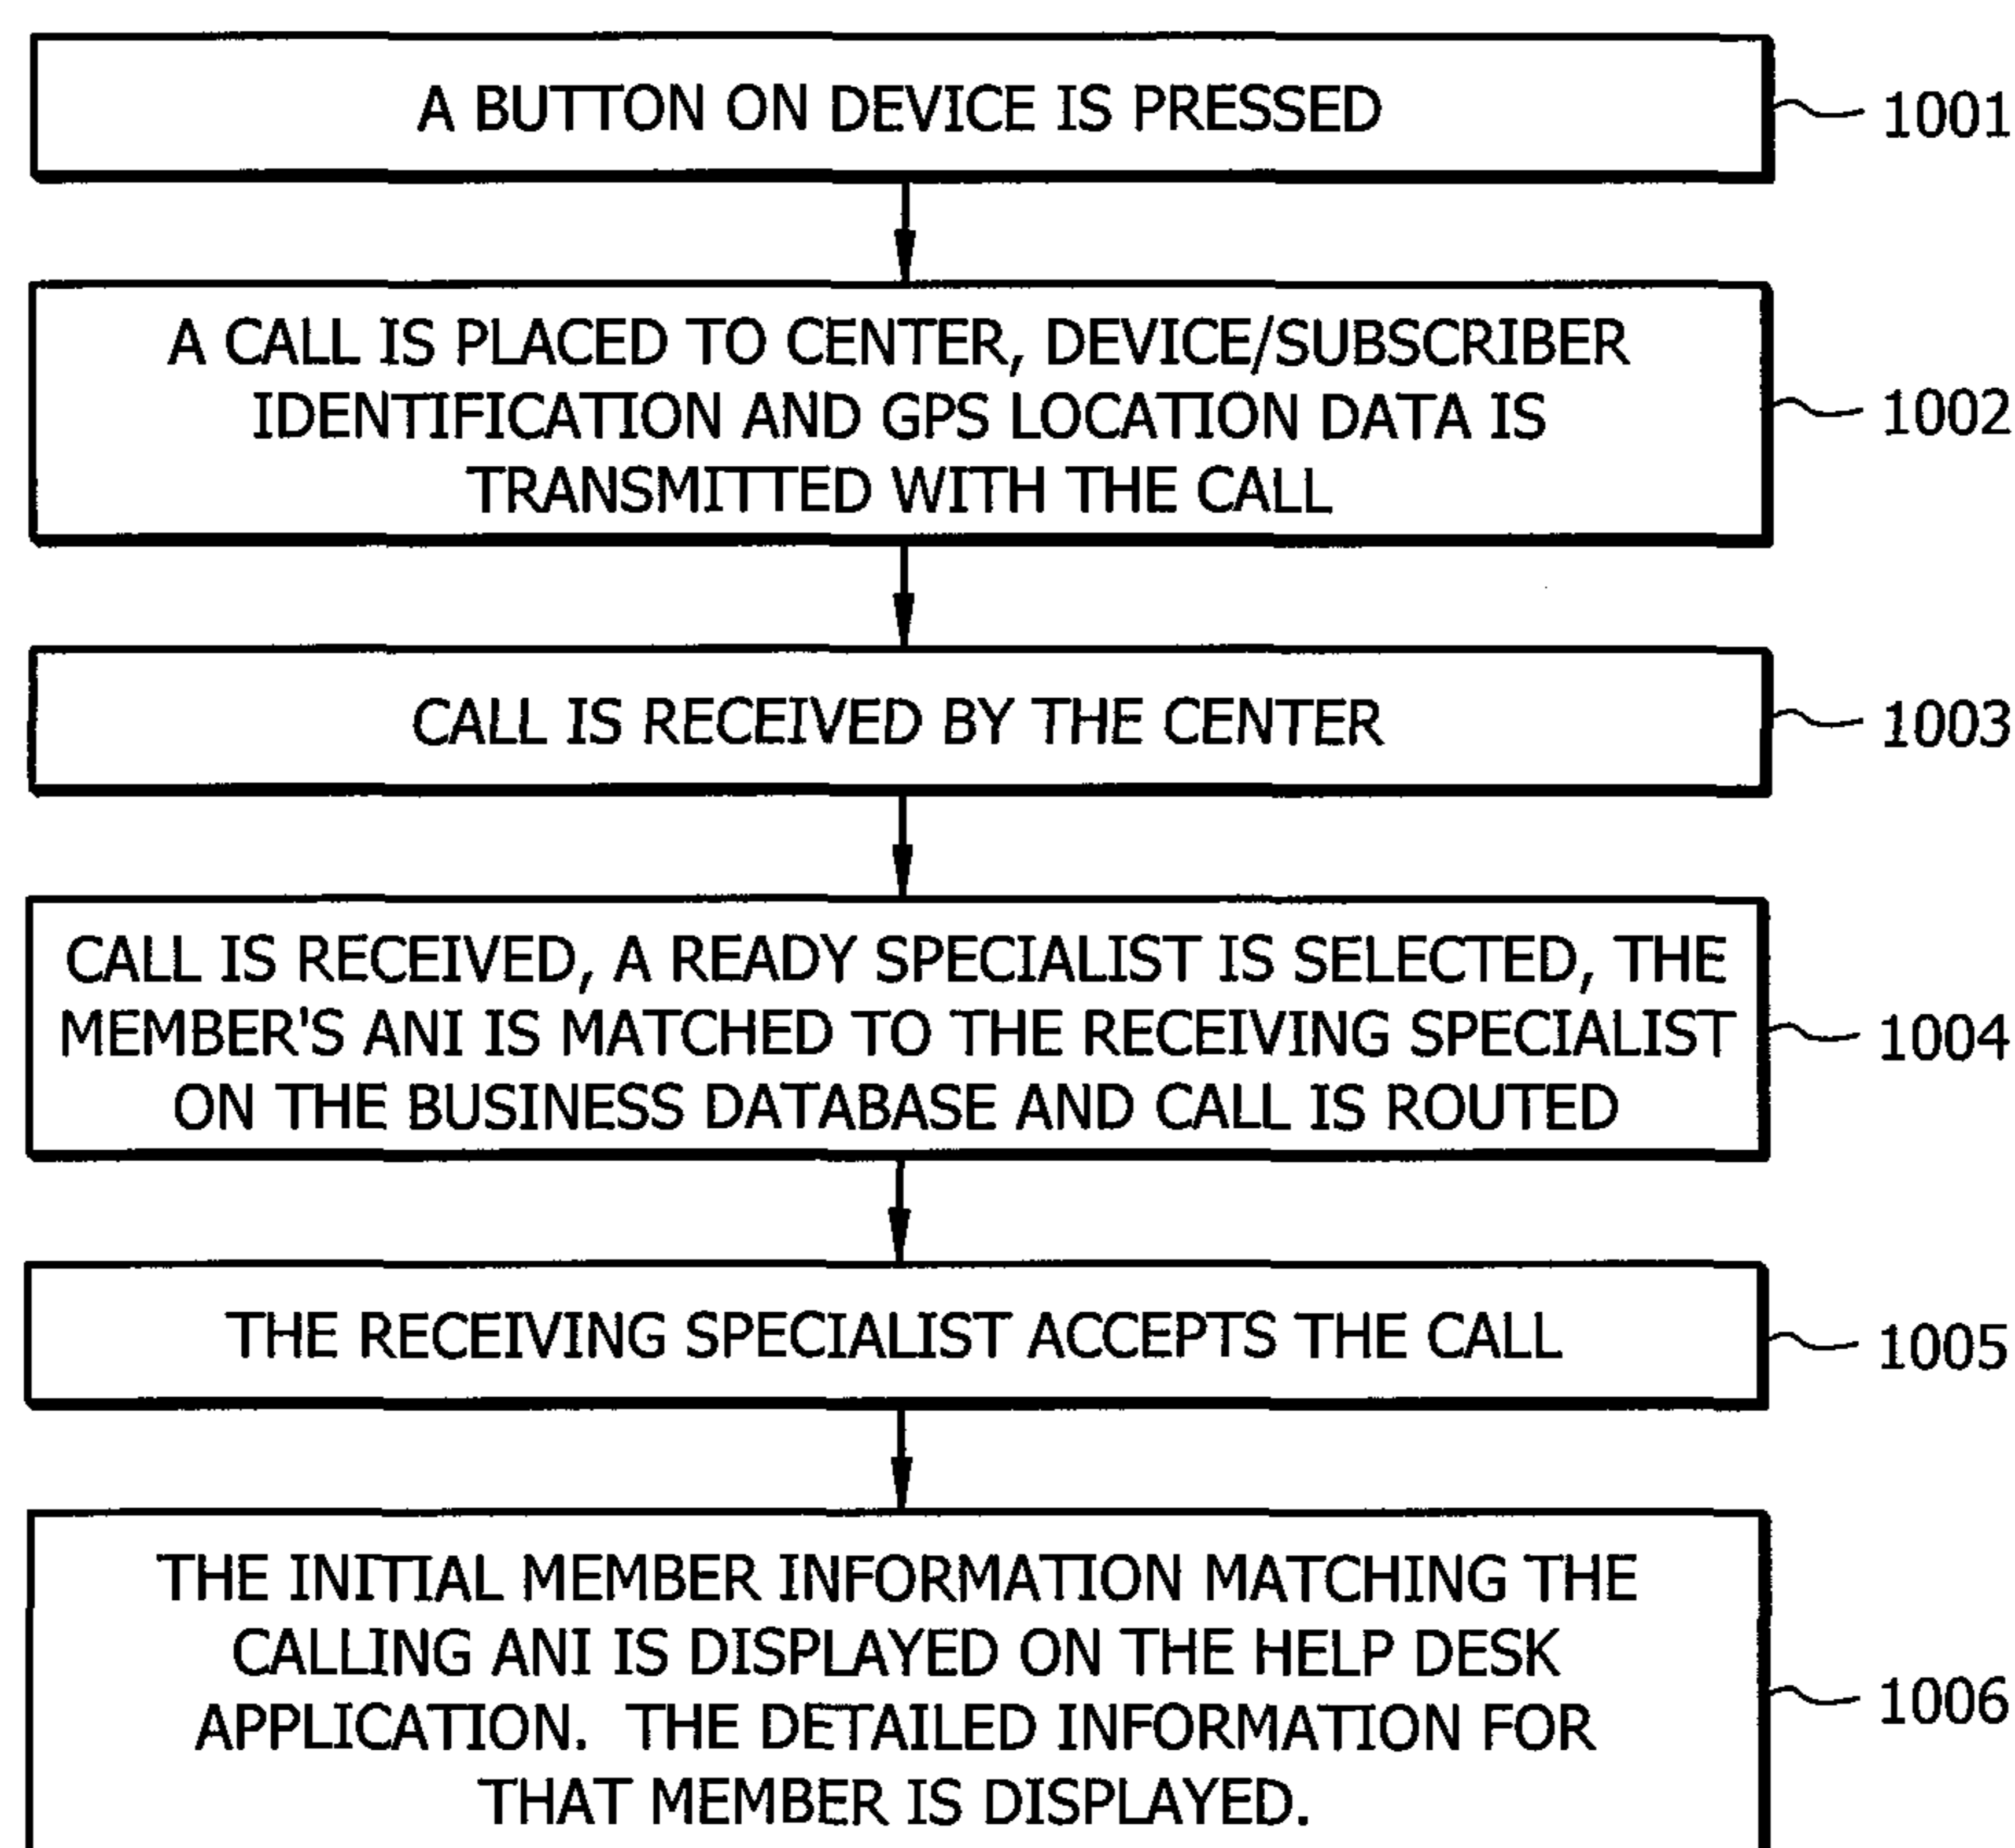 A BUTTON ON DEVICE IS PRESSED
1001
A CALL IS PLACED TO CENTER, DEVICE/SUBSCRIBER
IDENTIFICATION AND GPS LOCATION DATA IS
TRANSMITTED WITH THE CALL
1002
CALL IS RECEIVED BY THE CENTER
1003
CALL IS RECEIVED, A READY SPECIALIST IS SELECTED, THE
MEMBER'S ANI IS MATCHED TO THE RECEIVING SPECIALIST
ON THE BUSINESS DATABASE AND CALL IS ROUTED
1004
THE RECEIVING SPECIALIST ACCEPTS THE CALL
1005
THE INITIAL MEMBER INFORMATION MATCHING THE
CALLING ANI IS DISPLAYED ON THE HELP DESK
APPLICATION. THE DETAILED INFORMATION FOR
THAT MEMBER IS DISPLAYED.
1006